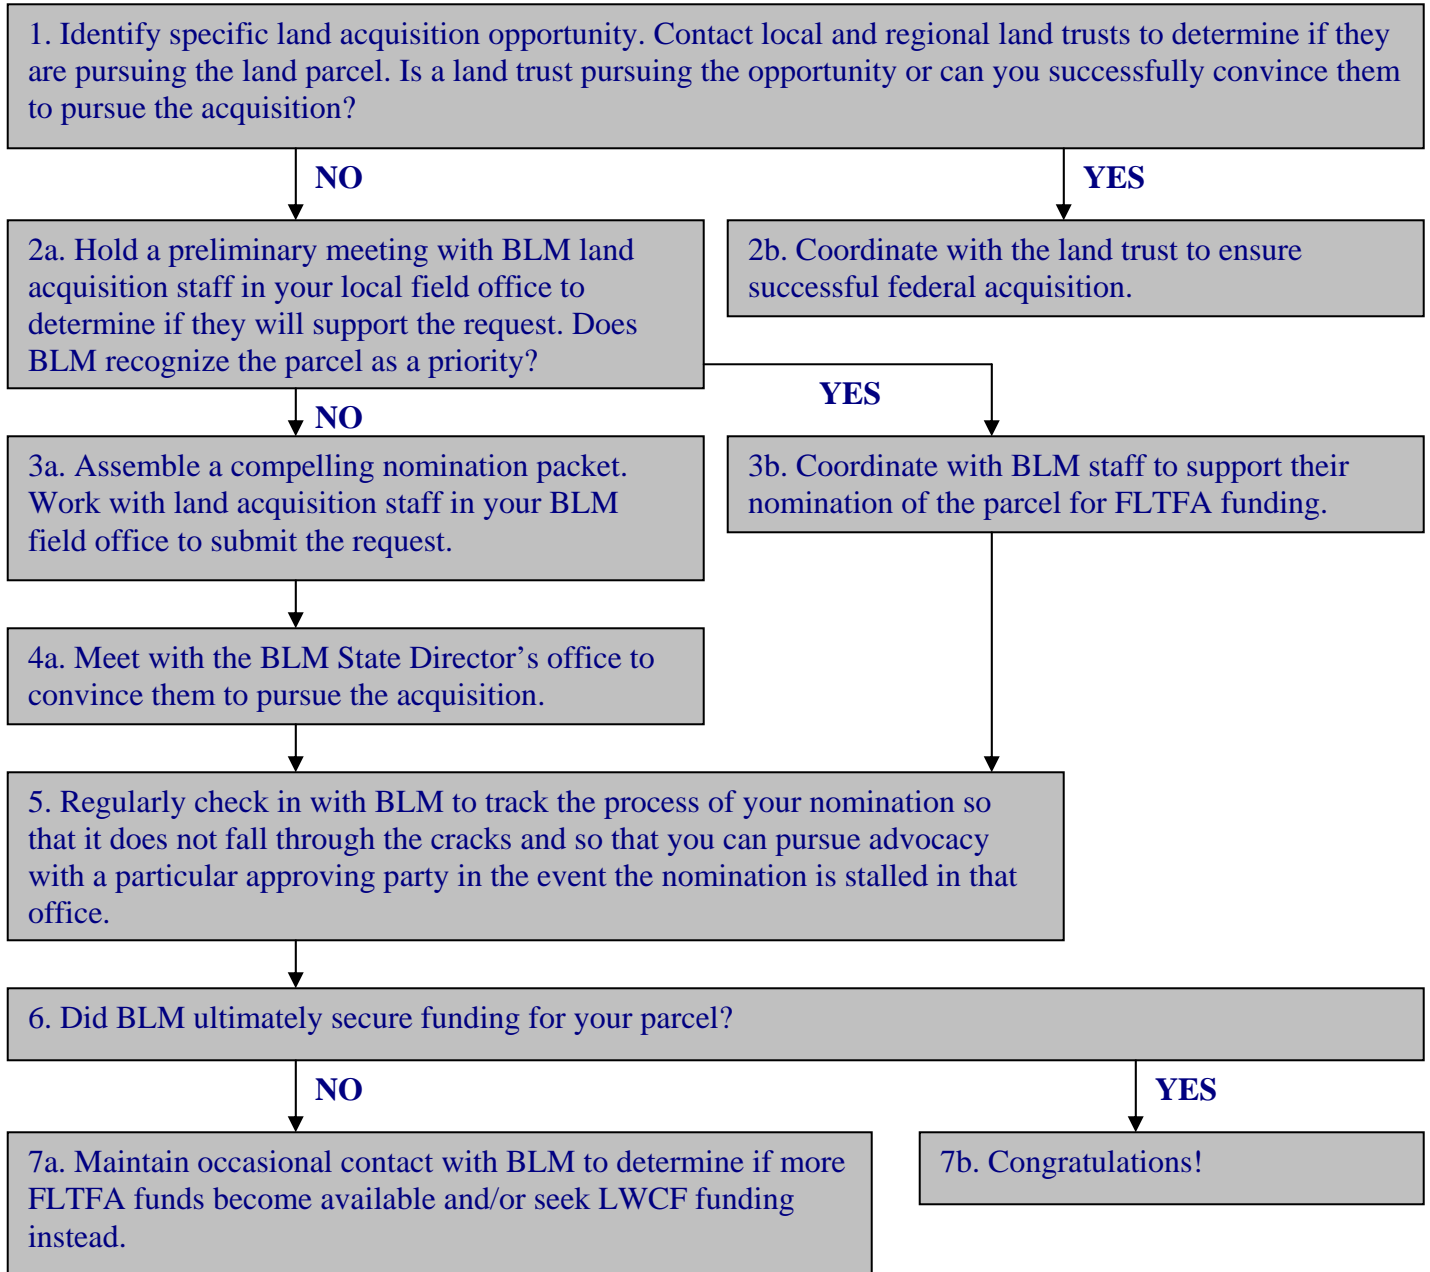 1. Identify specific land acquisition opportunity. Contact local and regional land trusts to determine if they
are pursuing the land parcel. Is a land trust pursuing the opportunity or can you successfully convince them
to pursue the acquisition?
NO
YES
2a. Hold a preliminary meeting with BLM land
acquisition staff in your local field office to
determine if they will support the request. Does
BLM recognize the parcel as a priority?
2b. Coordinate with the land trust to ensure
successful federal acquisition.
YES
NO
3a. Assemble a compelling nomination packet.
Work with land acquisition staff in your BLM
field office to submit the request.
3b. Coordinate with BLM staff to support their
nomination of the parcel for FLTFA funding.
4a. Meet with the BLM State Director’s office to
convince them to pursue the acquisition.
5. Regularly check in with BLM to track the process of your nomination so
that it does not fall through the cracks and so that you can pursue advocacy
with a particular approving party in the event the nomination is stalled in that
office.
6. Did BLM ultimately secure funding for your parcel?
NO
YES
7a. Maintain occasional contact with BLM to determine if more
FLTFA funds become available and/or seek LWCF funding
instead.
7b. Congratulations!